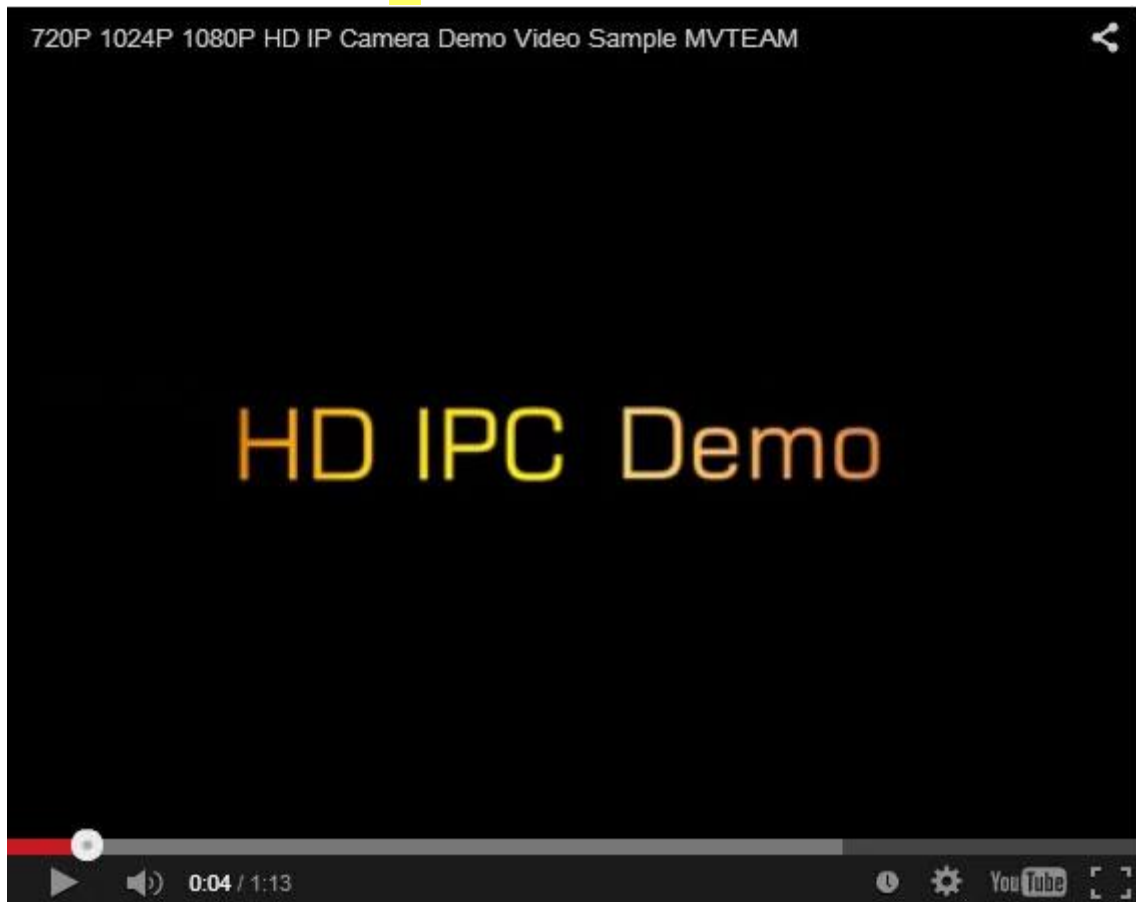 720P 1024P 1080P HD IP Camera Demo Video Sample MVTEAM
HD IPC Demo
0:04 / 1:13
YouTube